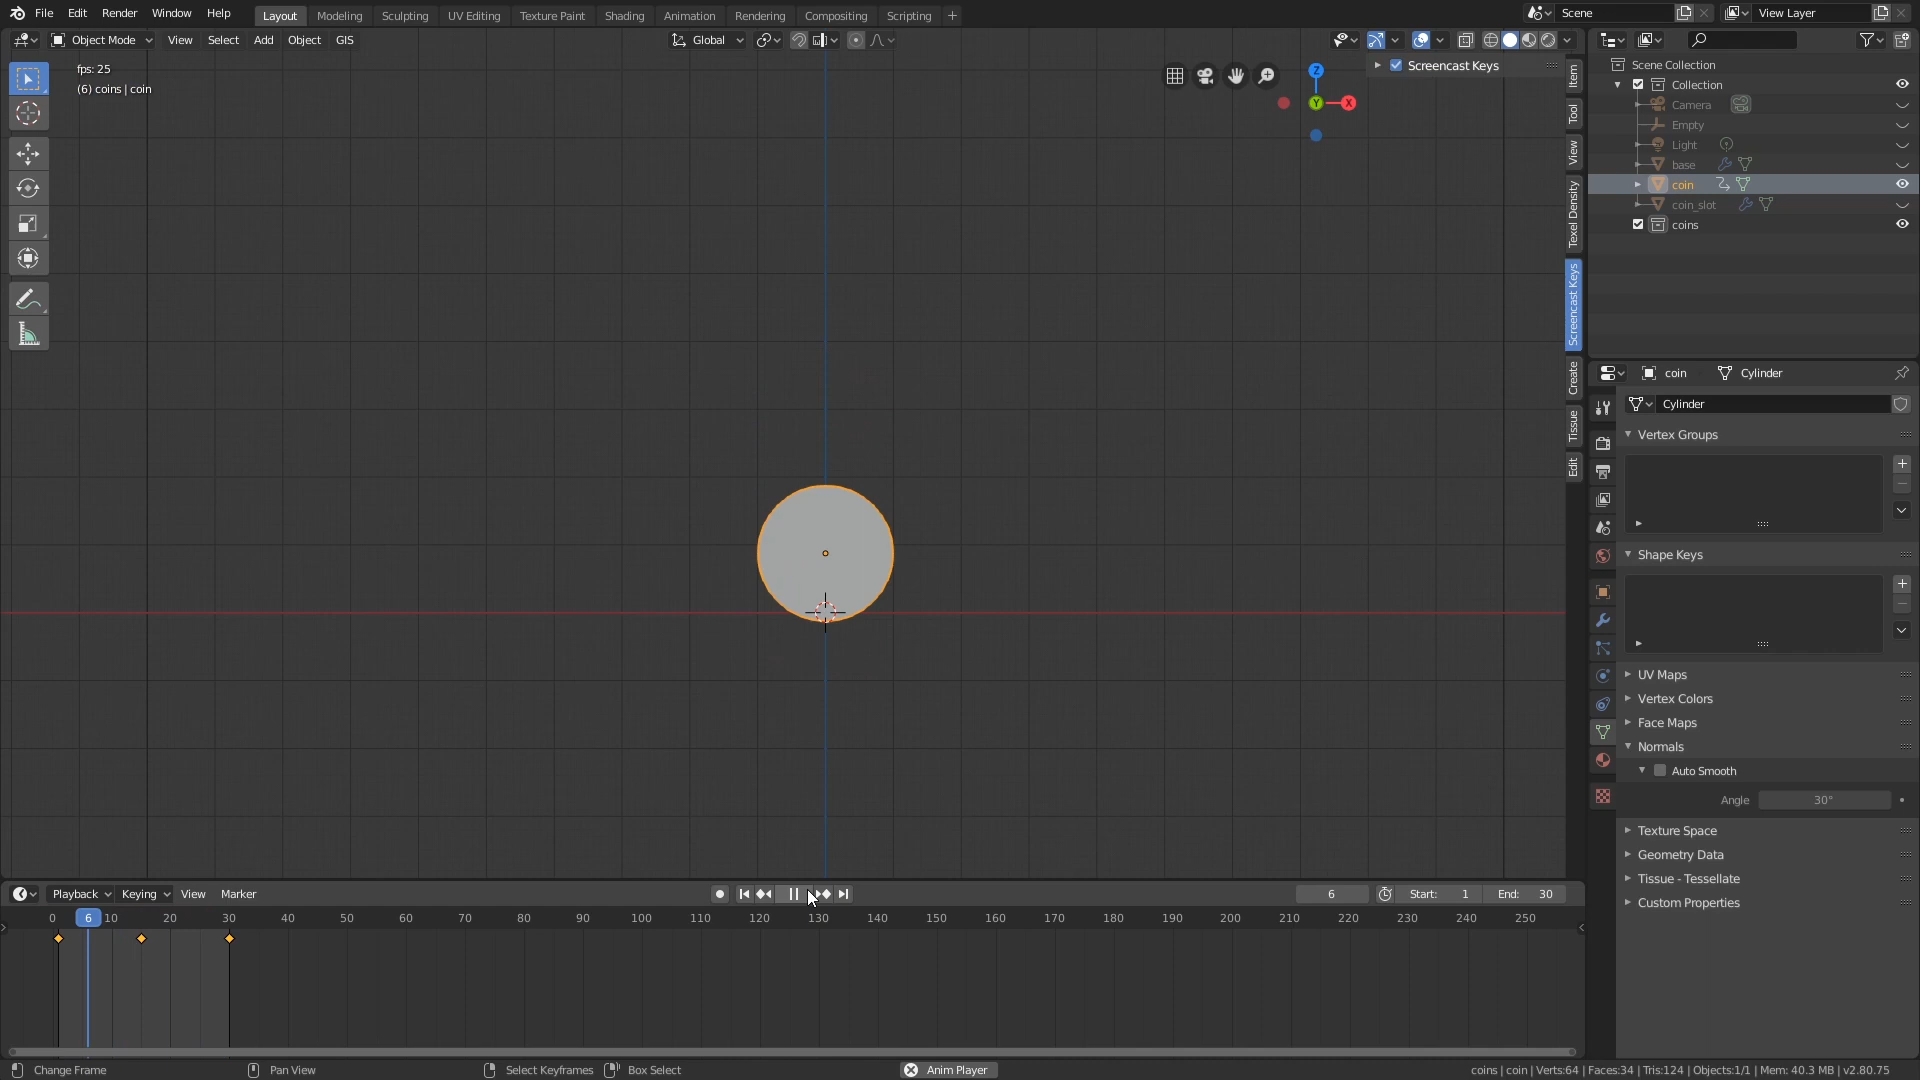 File Edit Render Window Help
Layout Modeling Sculpting UV Editing Texture Paint Shading Animation Rendering Compositing Scripting
Scene
View Layer
Object Mode View Select Add Object GIS
Global
fps: 25
(6) coins | coin
Screencast Keys
Z
Y
X
Item
Tool
View
Texel Density
Screencast Keys
Create
Tissue
Edit
Scene Collection
Collection
Camera
Empty
Light
base
coin
coin_slot
coins
coin Cylinder
Cylinder
Vertex Groups
Shape Keys
UV Maps
Vertex Colors
Face Maps
Normals
Auto Smooth
Angle 30°
Texture Space
Geometry Data
Tissue - Tessellate
Custom Properties
Playback Keying View Marker
6 Start: 1 End: 30
0 6 10 20 30 40 50 60 70 80 90 100 110 120 130 140 150 160 170 180 190 200 210 220 230 240 250
Change Frame Pan View Select Keyframes Box Select Anim Player coins | coin | Verts:64 | Faces:34 | Tris:124 | Objects:1/1 | Mem: 40.3 MB | v2.80.75